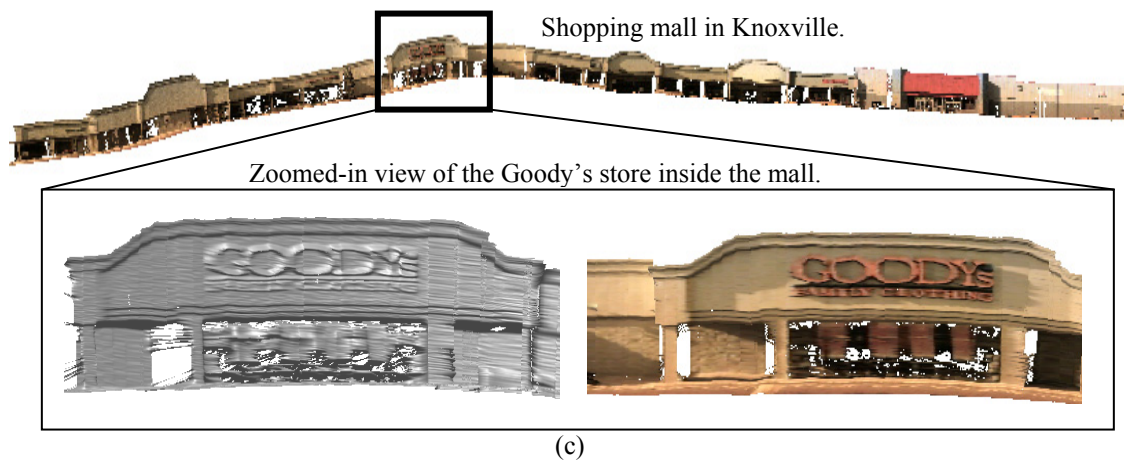 Shopping mall in Knoxville.
Zoomed-in view of the Goody’s store inside the mall.
GOODY's
GOODY's
FAMILY CLOTHING
(c)